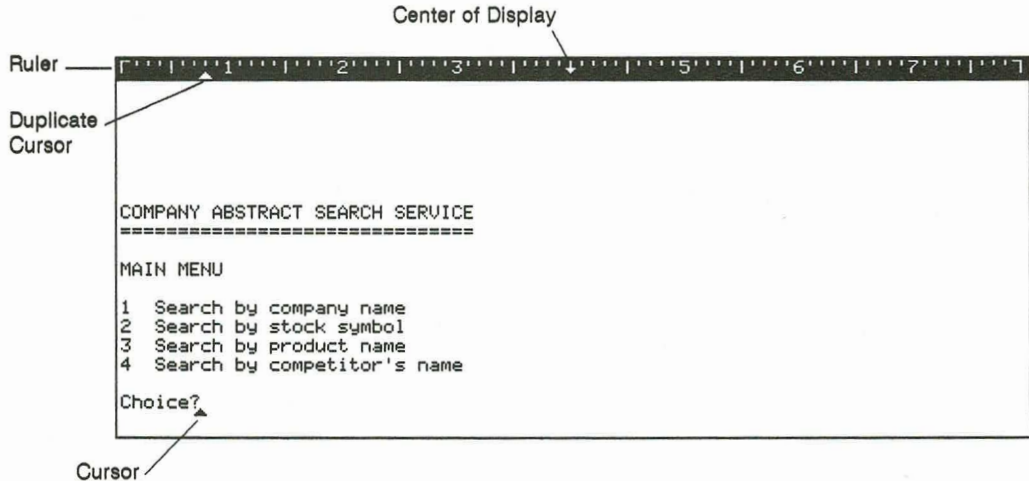 Center of Display
Ruler
1 2 3 5 6 7
Duplicate
Cursor
COMPANY ABSTRACT SEARCH SERVICE
===============================
MAIN MENU
1 Search by company name
2 Search by stock symbol
3 Search by product name
4 Search by competitor's name
Choice?
Cursor